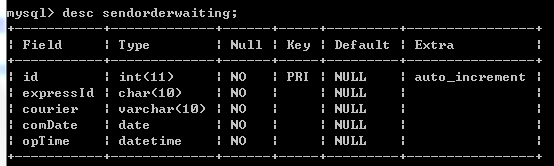 mysql> desc sendorderwaiting;
+-----------+-------------+------+-----+---------+----------------+
| Field     | Type        | Null | Key | Default | Extra          |
+-----------+-------------+------+-----+---------+----------------+
| id        | int(11)     | NO   | PRI | NULL    | auto_increment |
| expressId | char(10)    | NO   |     | NULL    |                |
| courier   | varchar(10) | NO   |     | NULL    |                |
| comDate   | date        | NO   |     | NULL    |                |
| opTime    | datetime    | NO   |     | NULL    |                |
+-----------+-------------+------+-----+---------+----------------+